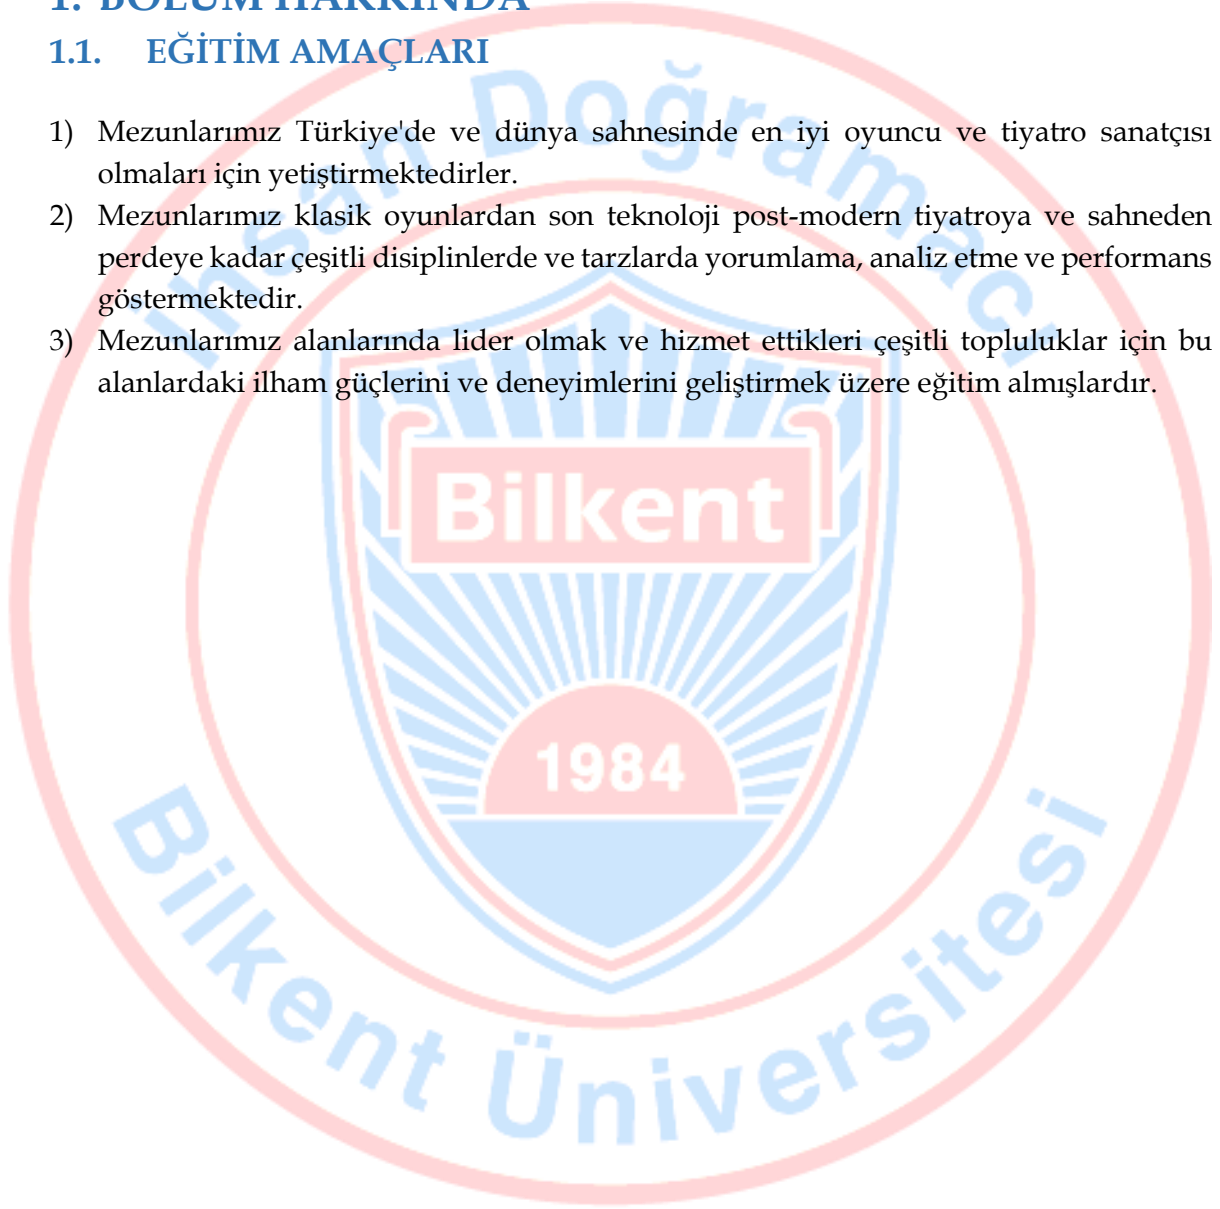 1. BÖLÜM HAKKINDA
1.1. EĞİTİM AMAÇLARI
1) Mezunlarımız Türkiye'de ve dünya sahnesinde en iyi oyuncu ve tiyatro sanatçısı
olmaları için yetiştirmektedirler.
2) Mezunlarımız klasik oyunlardan son teknoloji post-modern tiyatroya ve sahneden
perdeye kadar çeşitli disiplinlerde ve tarzlarda yorumlama, analiz etme ve performans
göstermektedir.
3) Mezunlarımız alanlarında lider olmak ve hizmet ettikleri çeşitli topluluklar için bu
alanlardaki ilham güçlerini ve deneyimlerini geliştirmek üzere eğitim almışlardır.
İhsan Doğramacı
Bilkent
1984
Bilkent Üniversitesi